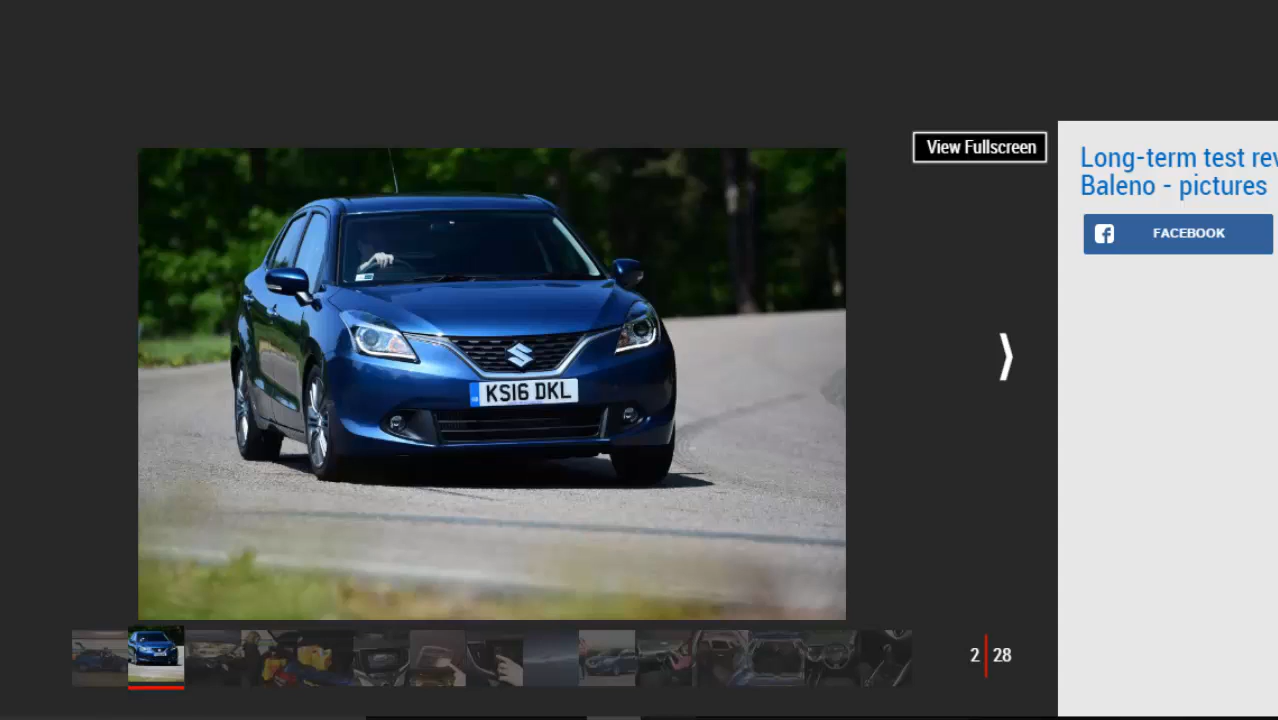 View Fullscreen
Long-term test rev
Baleno - pictures
FACEBOOK
KS16 DKL
2 28